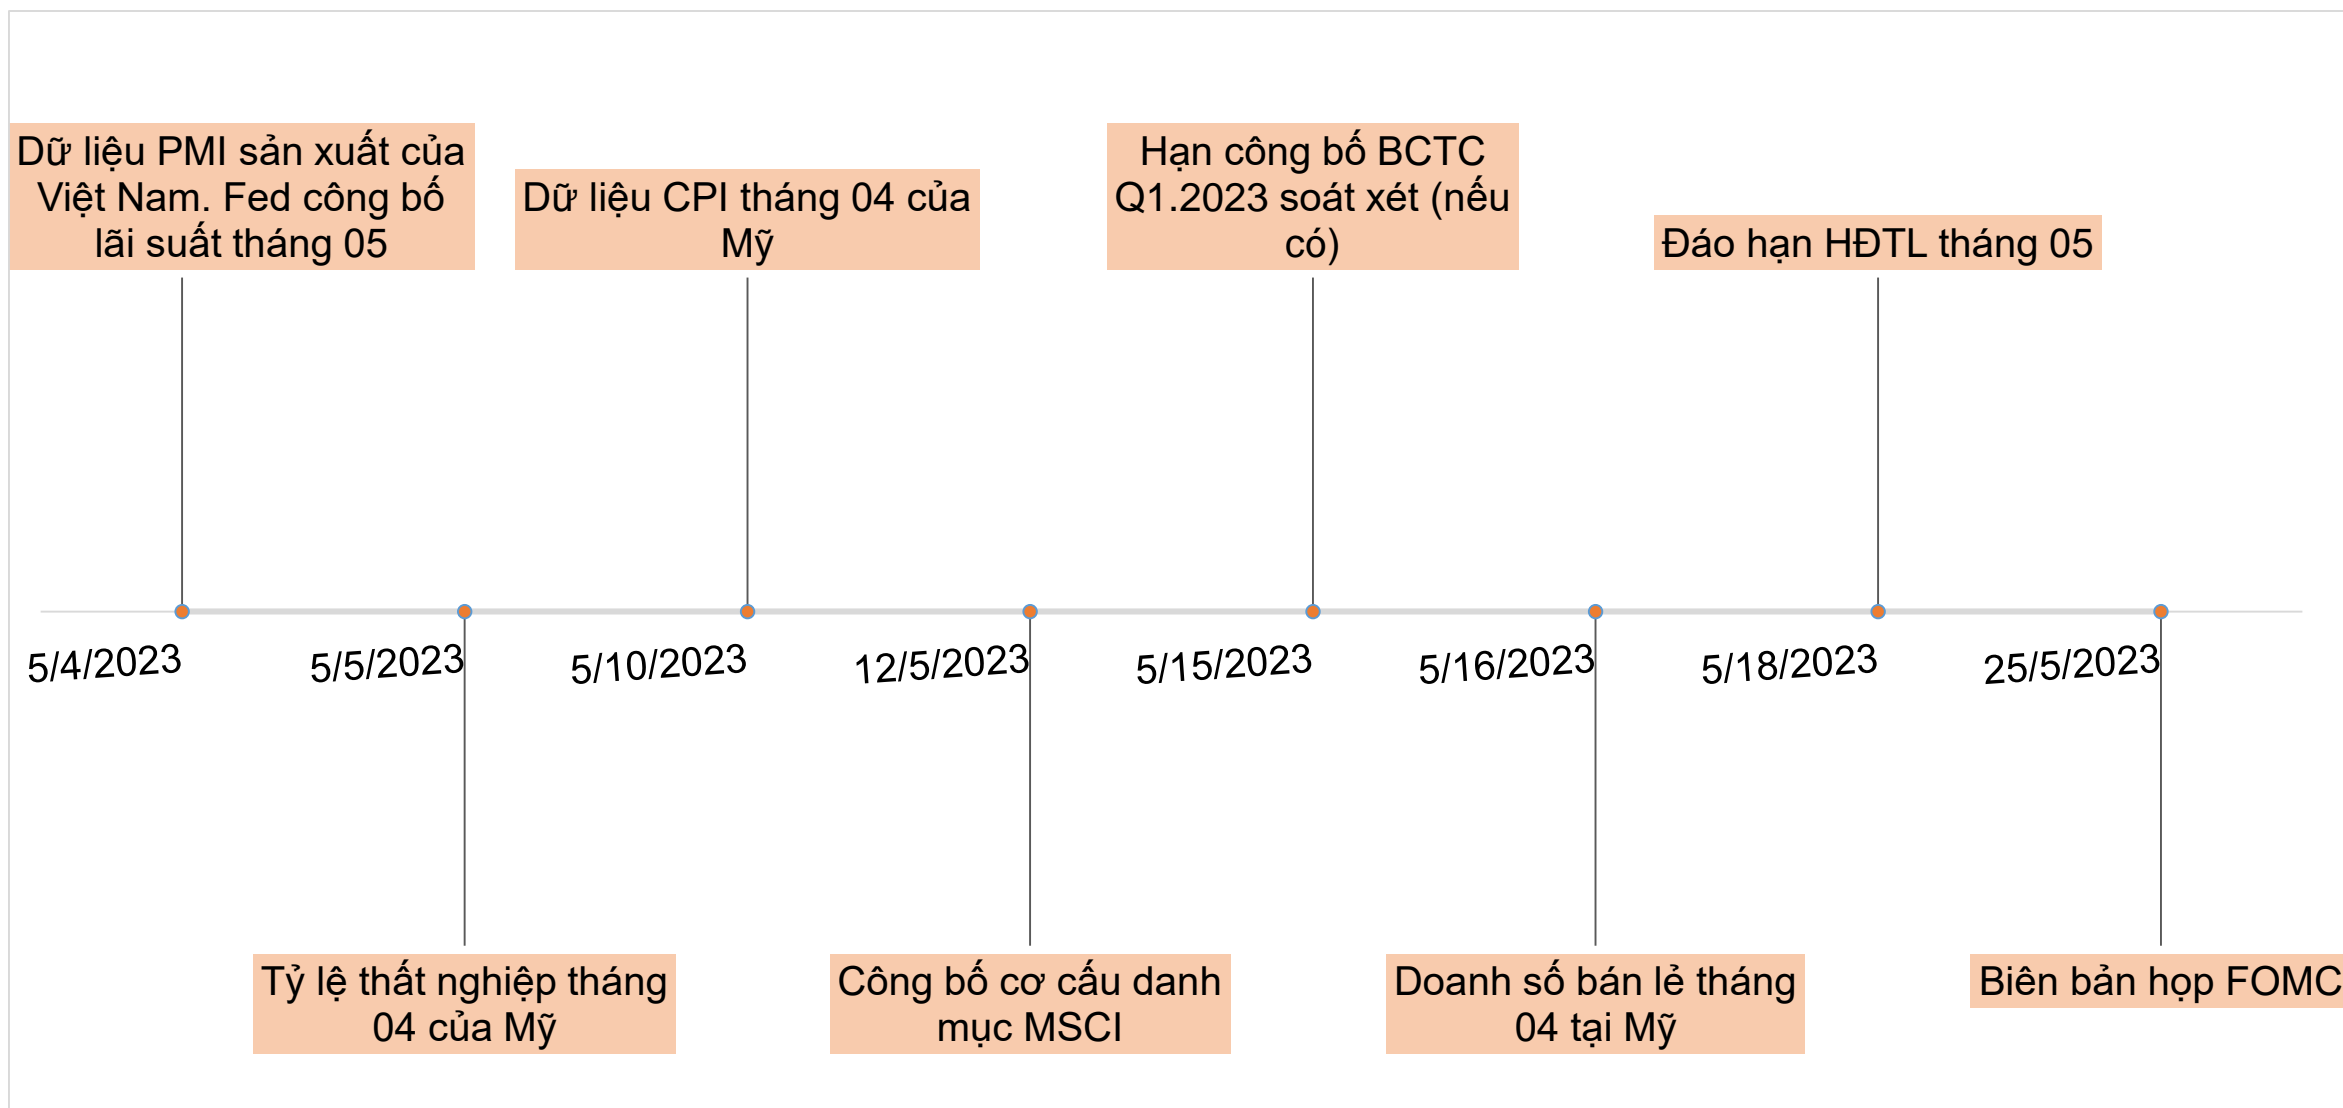 Dữ liệu PMI sản xuất của
Việt Nam. Fed công bố
lãi suất tháng 05
Dữ liệu CPI tháng 04 của
Mỹ
Hạn công bố BCTC
Q1.2023 soát xét (nếu
có)
Đáo hạn HĐTL tháng 05
5/4/2023
5/5/2023
5/10/2023
12/5/2023
5/15/2023
5/16/2023
5/18/2023
25/5/2023
Tỷ lệ thất nghiệp tháng
04 của Mỹ
Công bố cơ cấu danh
mục MSCI
Doanh số bán lẻ tháng
04 tại Mỹ
Biên bản họp FOMC